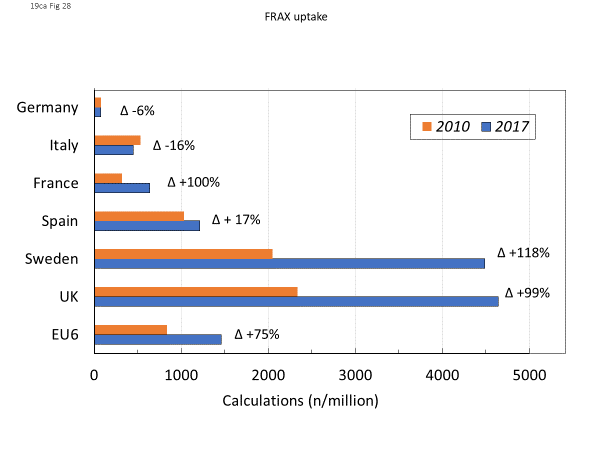 19ca Fig 28
FRAX uptake
Germany
Δ -6%
2010 2017
Italy
Δ -16%
France
Δ +100%
Spain
Δ + 17%
Sweden
Δ +118%
UK
Δ +99%
EU6
Δ +75%
0 1000 2000 3000 4000 5000
Calculations (n/million)